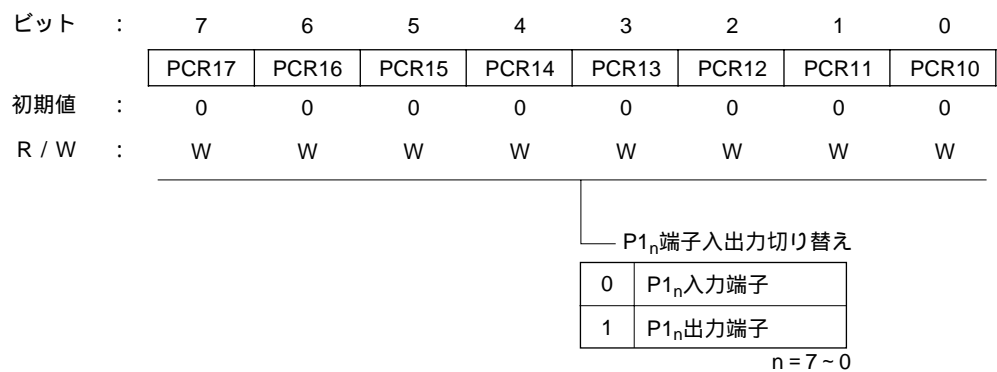 ビット : 7 6 5 4 3 2 1 0
PCR17 PCR16 PCR15 PCR14 PCR13 PCR12 PCR11 PCR10
初期値 : 0 0 0 0 0 0 0 0
R / W : W W W W W W W W
P1n端子入出力切り替え
0 P1n入力端子
1 P1n出力端子
n = 7 ~ 0